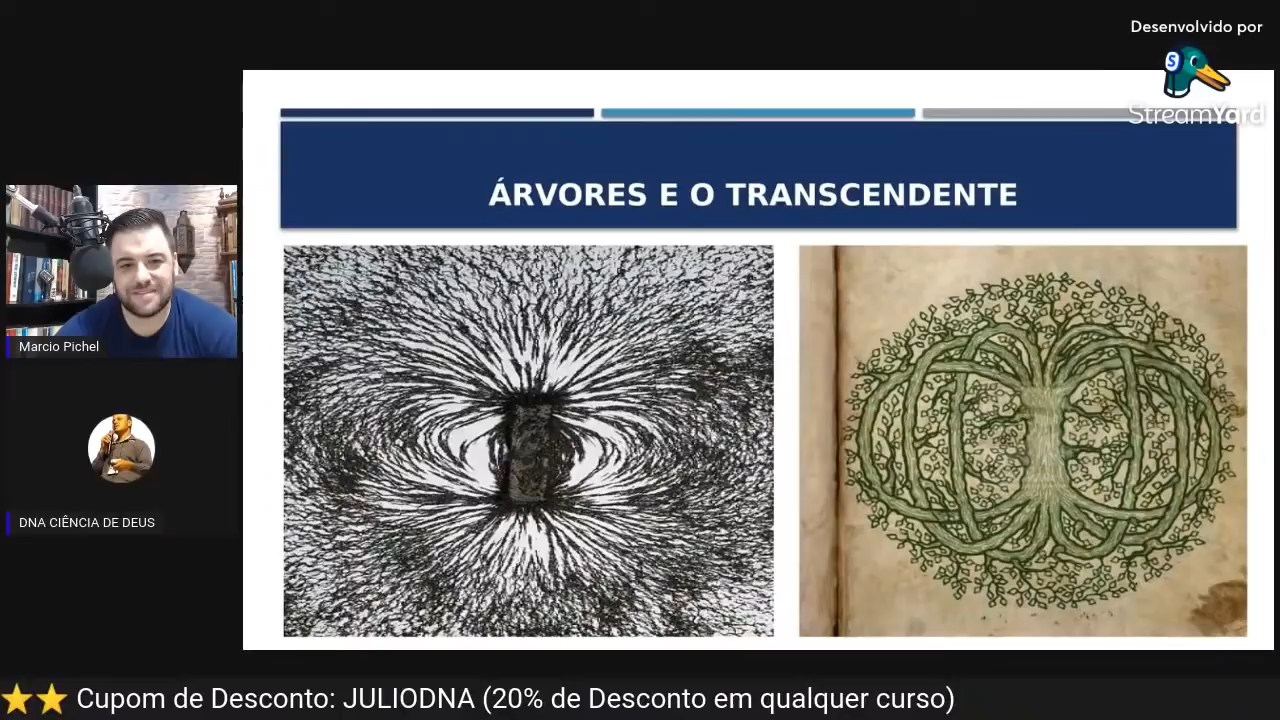 Desenvolvido por
S
StreamYard
ÁRVORES E O TRANSCENDENTE
Marcio Pichel
DNA CIÊNCIA DE DEUS
Cupom de Desconto: JULIODNA (20% de Desconto em qualquer curso)